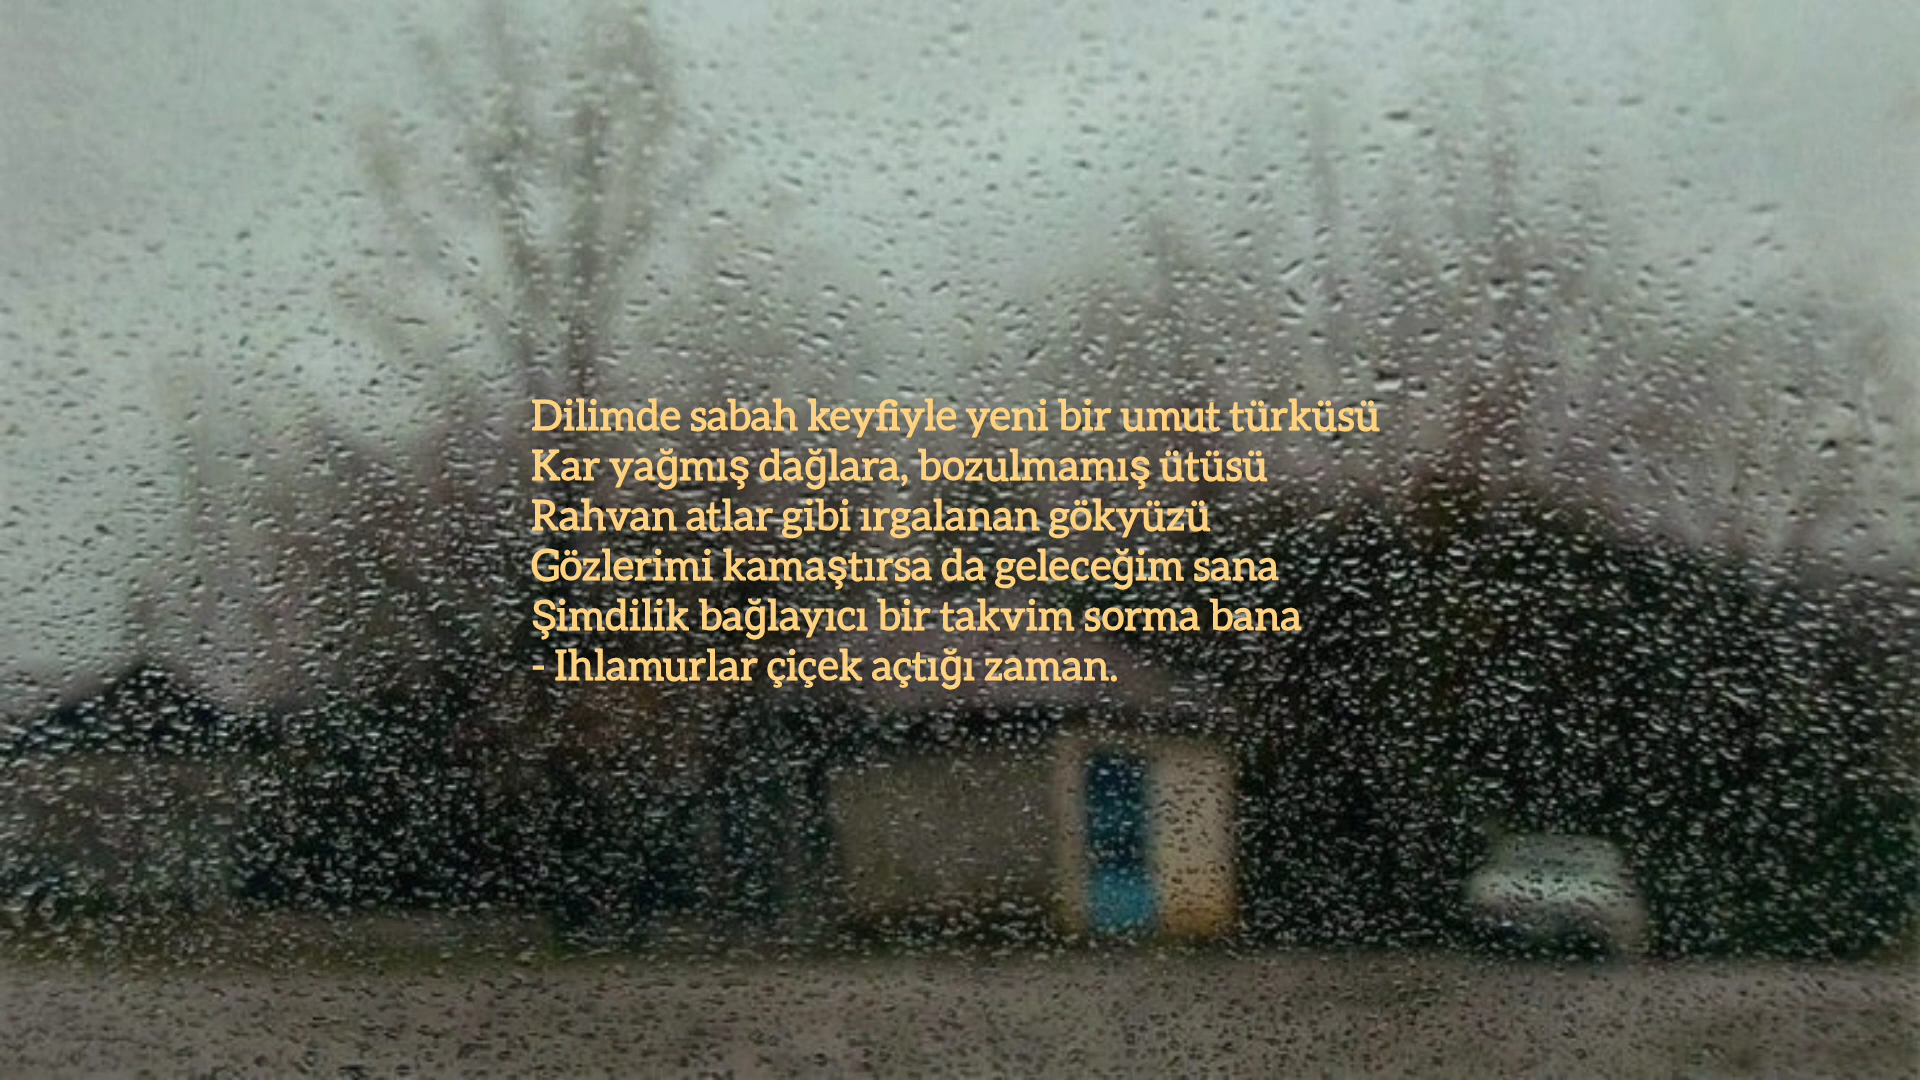 Dilimde sabah keyfiyle yeni bir umut türküsü
Kar yağmış dağlara, bozulmamış ütüsü
Rahvan atlar gibi ırgalanan gökyüzü
Gözlerimi kamaştırsa da geleceğim sana
Şimdilik bağlayıcı bir takvim sorma bana
- Ihlamurlar çiçek açtığı zaman.